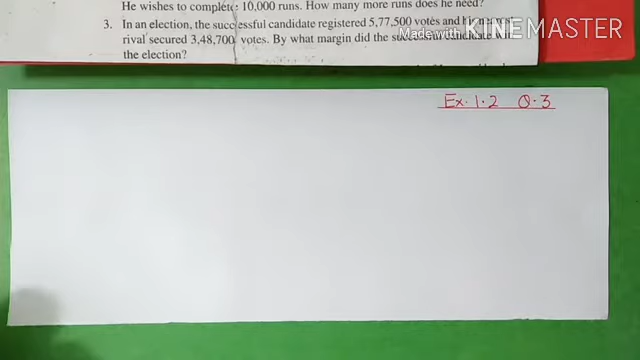 He wishes to complete 10,000 runs. How many more runs does he need?
3. In an election, the successful candidate registered 5,77,500 votes and his
rival secured 3,48,700 votes. By what margin did the successful candidate
the election?
Made with KINEMASTER
Ex. 1.2 Q.3